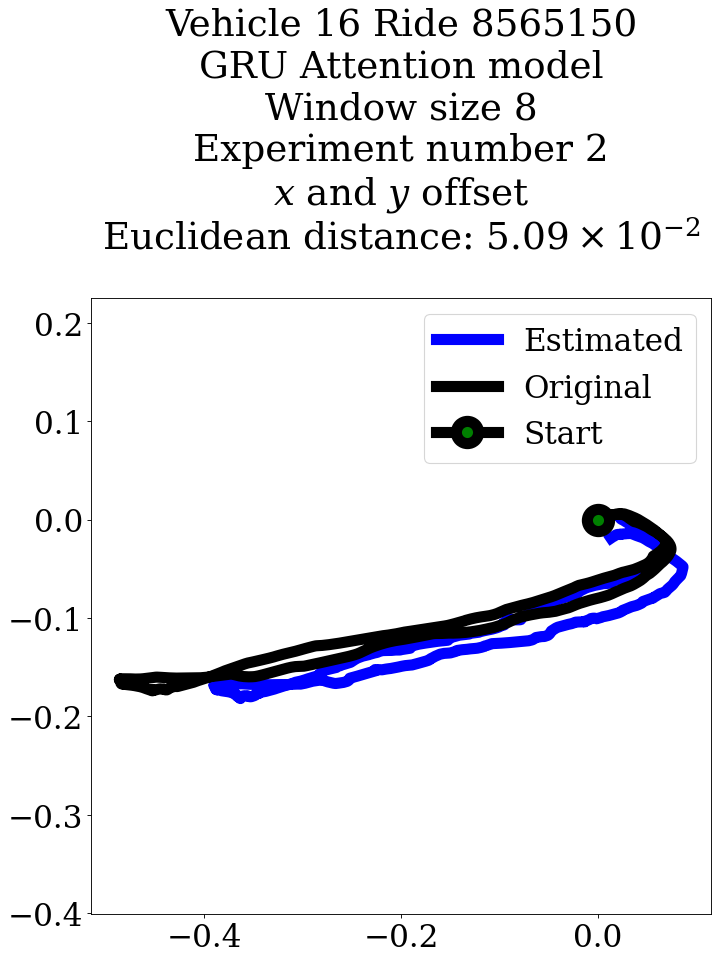 Vehicle 16 Ride 8565150
GRU Attention model
Window size 8
Experiment number 2
x and y offset
Euclidean distance: 5.09 × 10⁻²
Estimated
Original
Start
0.2
0.1
0.0
−0.1
−0.2
−0.3
−0.4
−0.4 −0.2 0.0